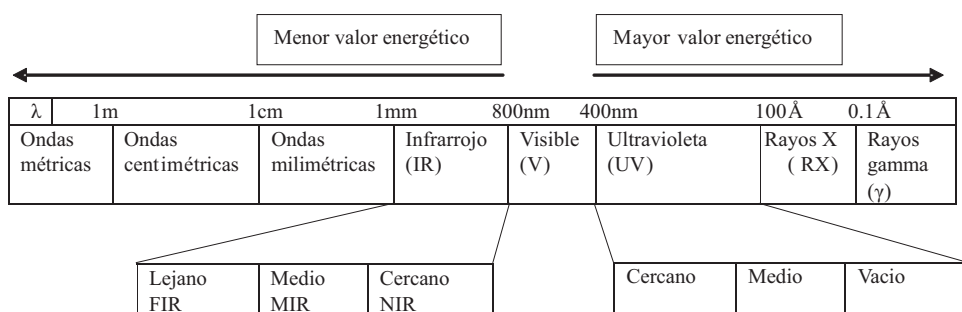 Menor valor energético
Mayor valor energético
λ 1m 1cm 1mm 800nm 400nm 100Å 0.1Å
Ondas métricas
Ondas centimétricas
Ondas milimétricas
Infrarrojo (IR)
Visible (V)
Ultravioleta (UV)
Rayos X ( RX)
Rayos gamma (γ)
Lejano FIR
Medio MIR
Cercano NIR
Cercano
Medio
Vacio